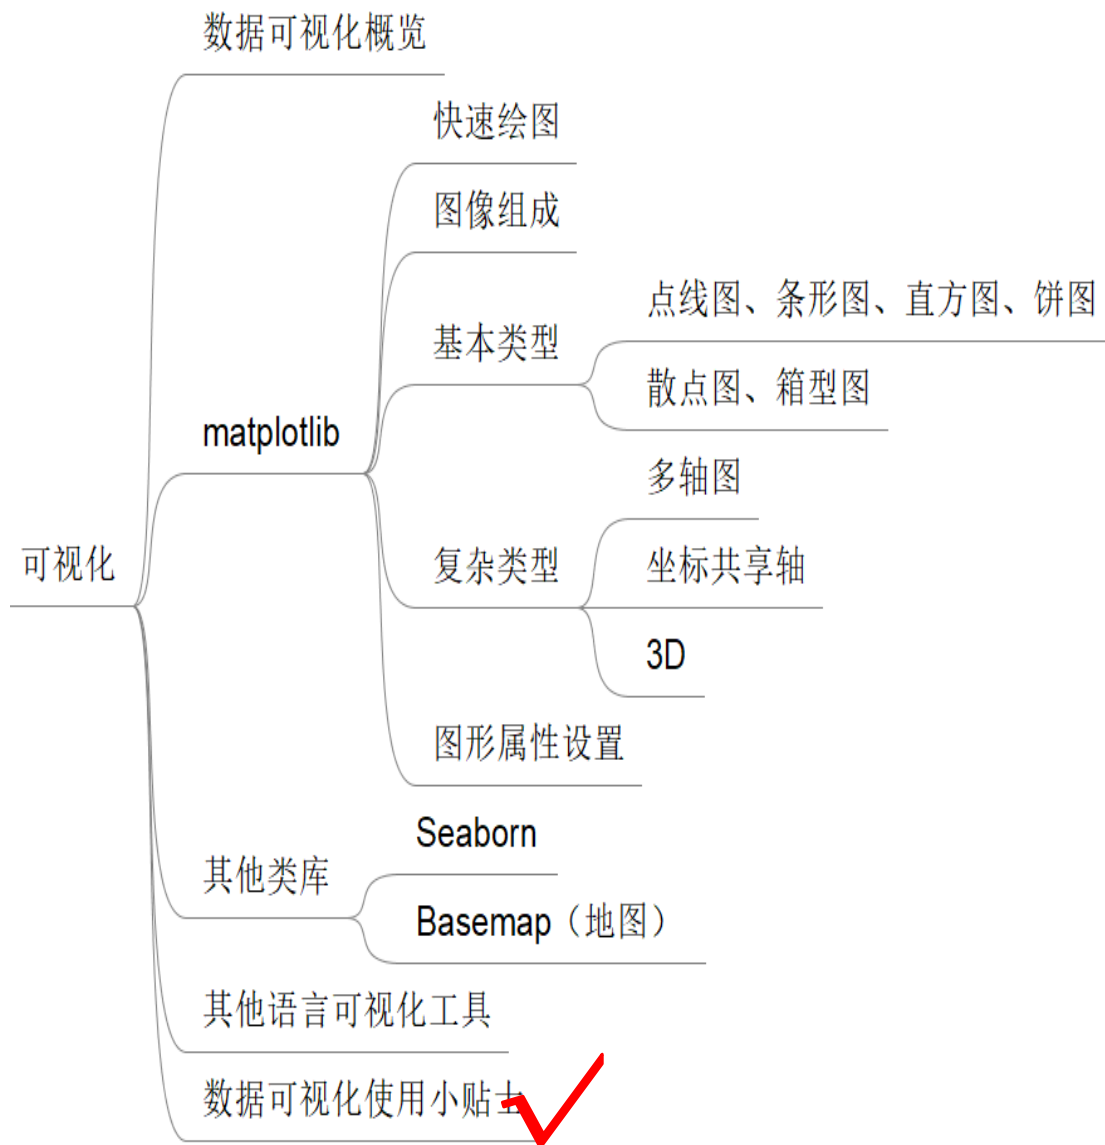 数据可视化概览
快速绘图
图像组成
点线图、条形图、直方图、饼图
基本类型
散点图、箱型图
matplotlib
多轴图
可视化
复杂类型
坐标共享轴
3D
图形属性设置
Seaborn
其他类库
Basemap（地图）
其他语言可视化工具
数据可视化使用小贴士